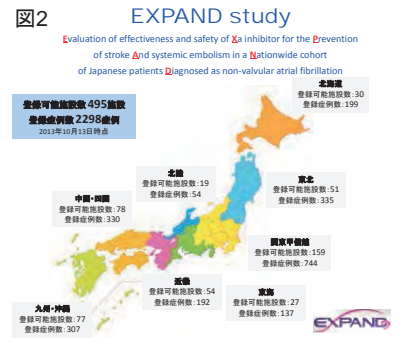 図2
EXPAND study
Evaluation of effectiveness and safety of Xa inhibitor for the Prevention
of stroke And systemic embolism in a Nationwide cohort
of Japanese patients Diagnosed as non-valvular atrial fibrillation
登録可能施設数495施設
登録症例数2298症例
2013年10月13日時点
北海道
登録可能施設数:30
登録症例数:199
北陸
登録可能施設数:19
登録症例数:54
東北
登録可能施設数:51
登録症例数:335
中国・四国
登録可能施設数:78
登録症例数:330
関東甲信越
登録可能施設数:159
登録症例数:744
近畿
登録可能施設数:54
登録症例数:192
東海
登録可能施設数:27
登録症例数:137
九州・沖縄
登録可能施設数:77
登録症例数:307
EXPAND